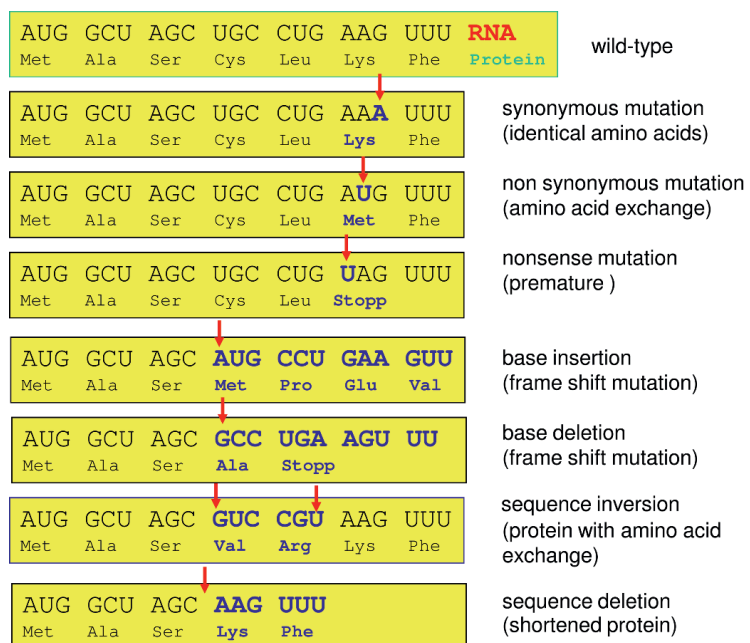 AUG GCU AGC UGC CUG AAG UUU RNA
Met Ala Ser Cys Leu Lys Phe Protein
wild-type
AUG GCU AGC UGC CUG AAA UUU
Met Ala Ser Cys Leu Lys Phe
synonymous mutation
(identical amino acids)
AUG GCU AGC UGC CUG AUG UUU
Met Ala Ser Cys Leu Met Phe
non synonymous mutation
(amino acid exchange)
AUG GCU AGC UGC CUG UAG UUU
Met Ala Ser Cys Leu Stopp
nonsense mutation
(premature )
AUG GCU AGC AUG CCU GAA GUU
Met Ala Ser Met Pro Glu Val
base insertion
(frame shift mutation)
AUG GCU AGC GCC UGA AGU UU
Met Ala Ser Ala Stopp
base deletion
(frame shift mutation)
AUG GCU AGC GUC CGU AAG UUU
Met Ala Ser Val Arg Lys Phe
sequence inversion
(protein with amino acid
exchange)
AUG GCU AGC AAG UUU
Met Ala Ser Lys Phe
sequence deletion
(shortened protein)